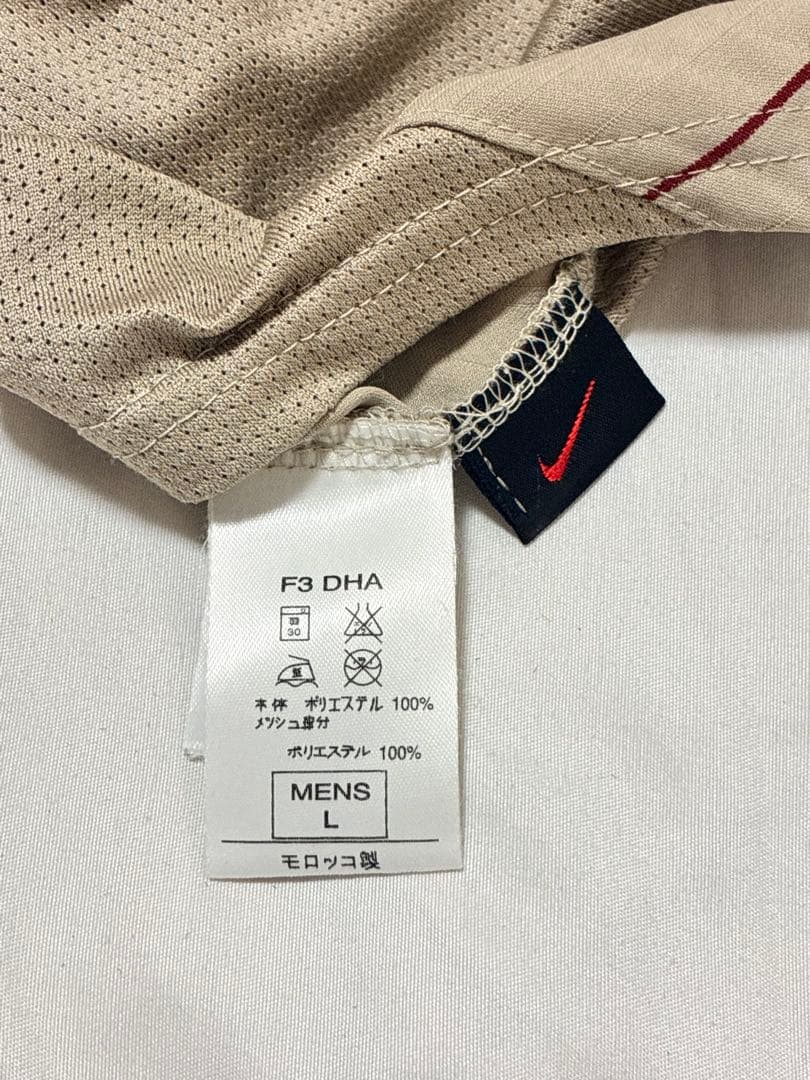 F3 DHA
30
本体 ポリエステル 100%
メッシュ部分
ポリエステル 100%
MENS
L
モロッコ製